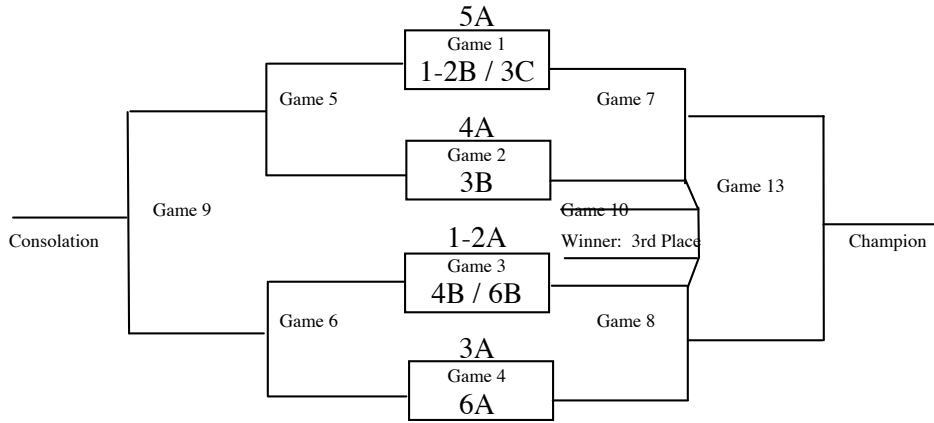 5A
Game 1
1-2B / 3C
Game 5
Game 7
4A
Game 2
3B
Game 13
Game 9
Game 10
Consolation
1-2A
Winner: 3rd Place
Champion
Game 3
4B / 6B
Game 6
Game 8
3A
Game 4
6A